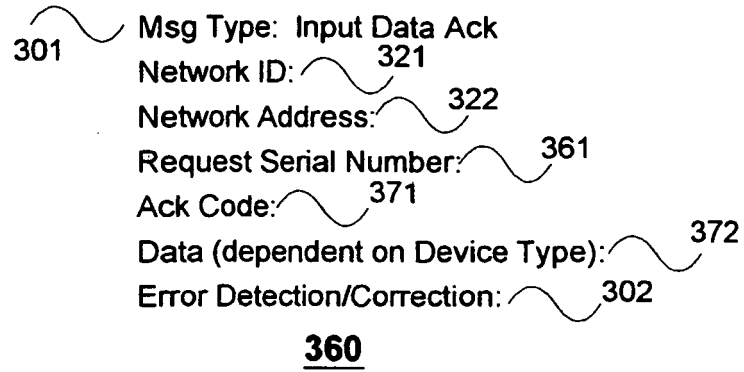 301 Msg Type: Input Data Ack
Network ID: 321
Network Address: 322
Request Serial Number: 361
Ack Code: 371
Data (dependent on Device Type): 372
Error Detection/Correction: 302
360